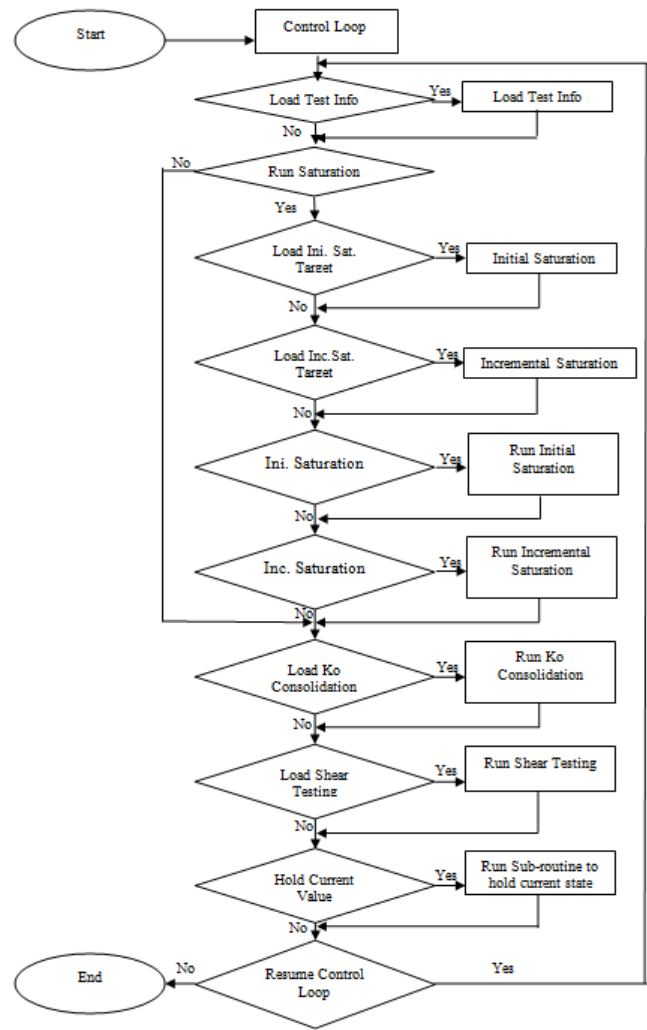 Start
Control Loop
Load Test Info
Yes
Load Test Info
No
No
Run Saturation
Yes
Load Ini. Sat.
Target
Yes
Initial Saturation
No
Load Inc.Sat.
Target
Yes
Incremental Saturation
No
Ini. Saturation
Yes
Run Initial
Saturation
No
Inc. Saturation
Yes
Run Incremental
Saturation
No
Load Ko
Consolidation
Yes
Run Ko
Consolidation
No
Load Shear
Testing
Yes
Run Shear Testing
No
Hold Current
Value
Yes
Run Sub-routine to
hold current state
No
End
No
Resume Control
Loop
Yes